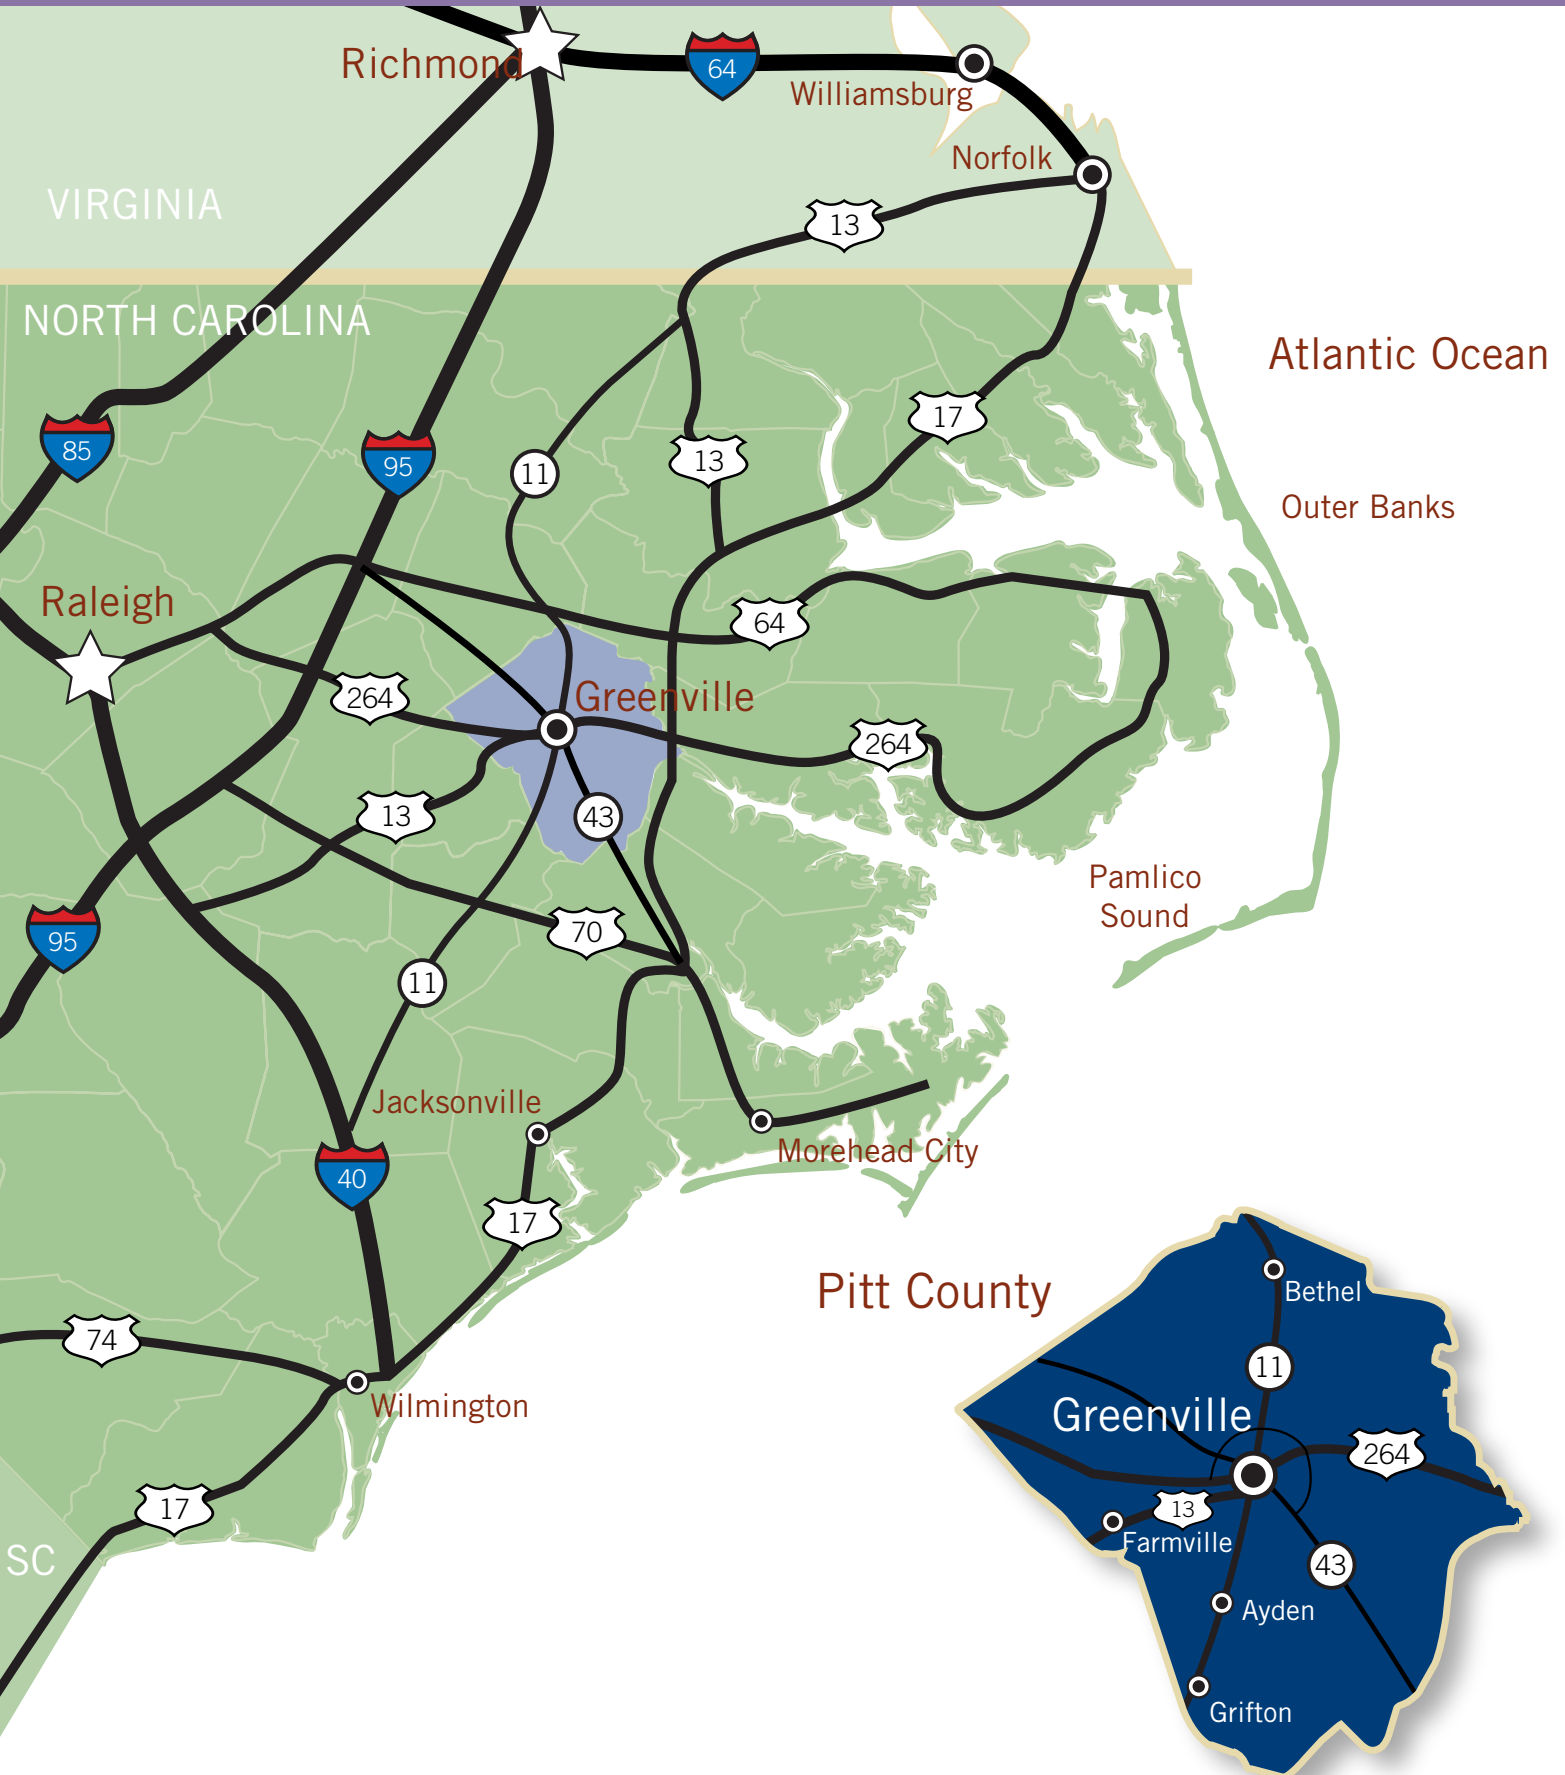 Richmond
64
Williamsburg
Norfolk
VIRGINIA
13
NORTH CAROLINA
Atlantic Ocean
17
85
95
11
13
Outer Banks
Raleigh
64
264
Greenville
264
13
43
Pamlico
Sound
95
70
11
Jacksonville
Morehead City
40
17
Pitt County
Bethel
74
11
Wilmington
Greenville
264
17
13
Farmville
SC
43
Ayden
Grifton